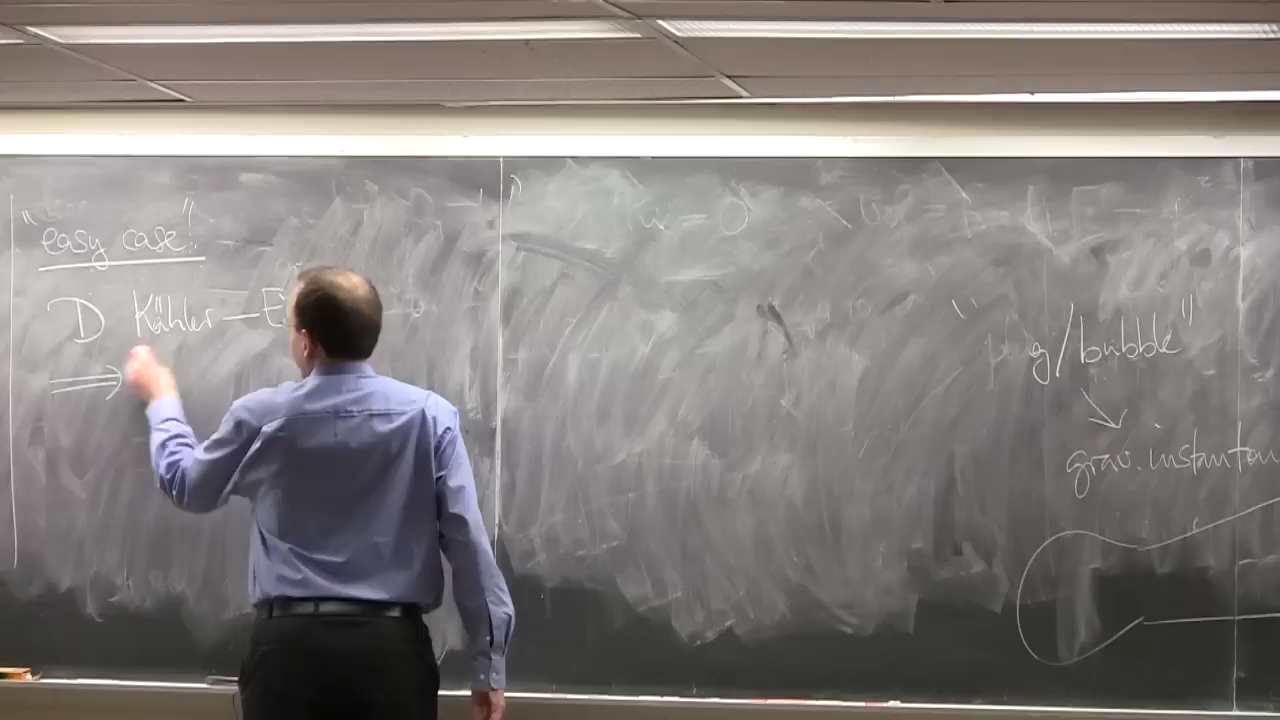 "easy case"!
D Kähler — E
⟹
"plug/bubble"
↘
grav. instanton